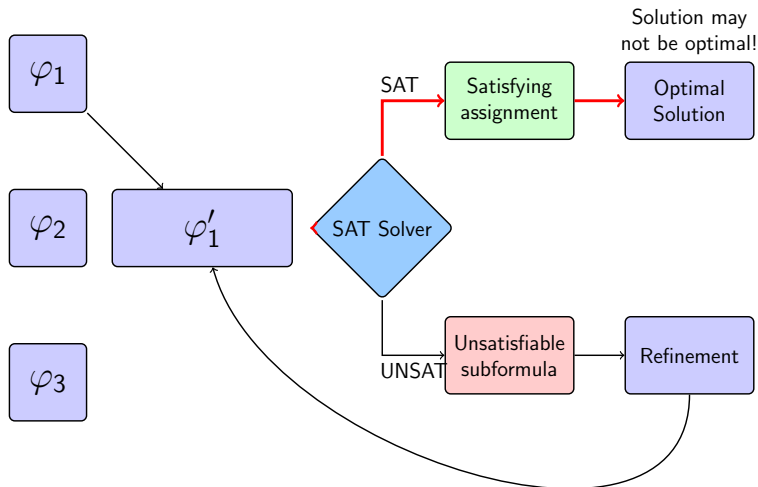 Solution may
not be optimal!
φ1
SAT
Satisfying
assignment
Optimal
Solution
φ2
φ′1
SAT Solver
Unsatisfiable
subformula
UNSAT
Refinement
φ3